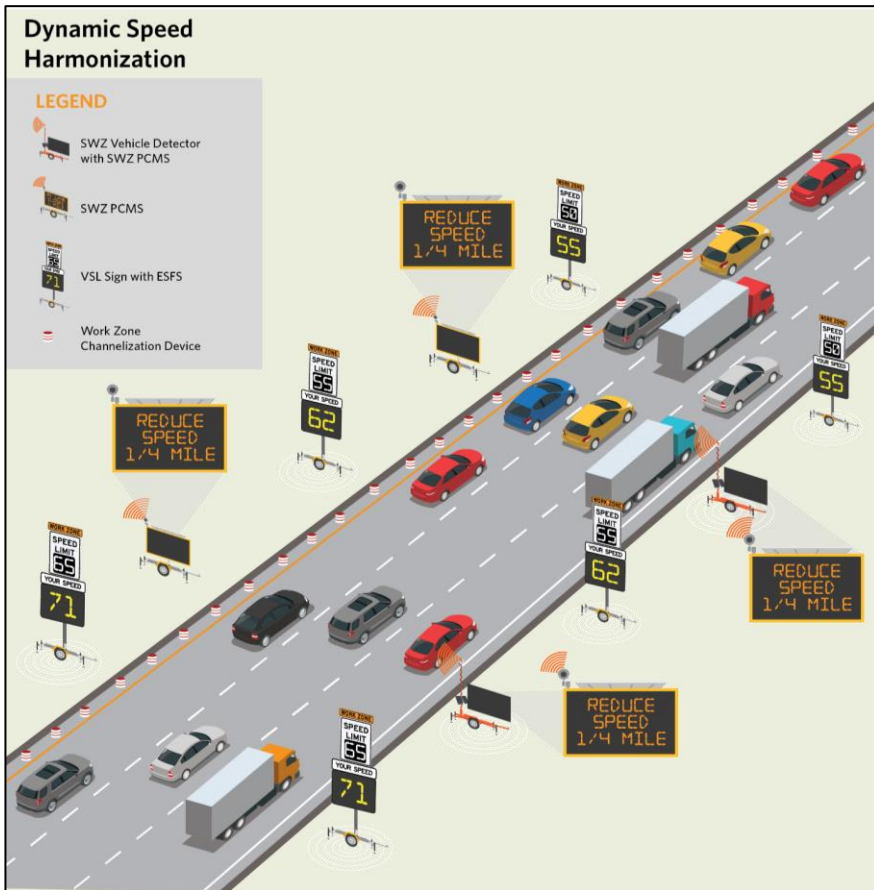 Dynamic Speed
Harmonization
LEGEND
SWZ Vehicle Detector
with SWZ PCMS
SWZ PCMS
71
VSL Sign with ESFS
Work Zone
Channelization Device
REDUCE
SPEED
1/4 MILE
WORK ZONE
SPEED
LIMIT
50
YOUR SPEED
55
WORK ZONE
SPEED
LIMIT
50
YOUR SPEED
55
WORK ZONE
SPEED
LIMIT
55
YOUR SPEED
62
REDUCE
SPEED
1/4 MILE
WORK ZONE
SPEED
LIMIT
65
YOUR SPEED
71
WORK ZONE
SPEED
LIMIT
55
YOUR SPEED
62
REDUCE
SPEED
1/4 MILE
REDUCE
SPEED
1/4 MILE
WORK ZONE
SPEED
LIMIT
65
YOUR SPEED
71